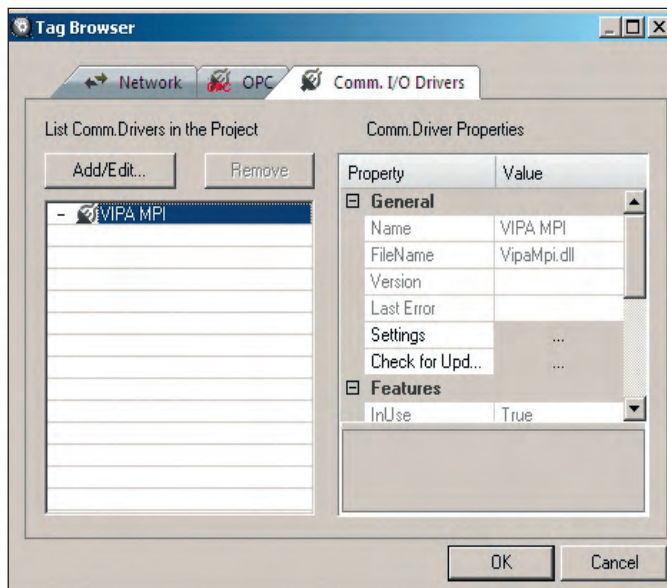 Tag Browser
Network OPC Comm. I/O Drivers
List Comm.Drivers in the Project
Comm.Driver Properties
Add/Edit... Remove
Property Value
VIPA MPI
General
Name VIPA MPI
FileName VipaMpi.dll
Version
Last Error
Settings ...
Check for Upd... ...
Features
InUse True
OK Cancel